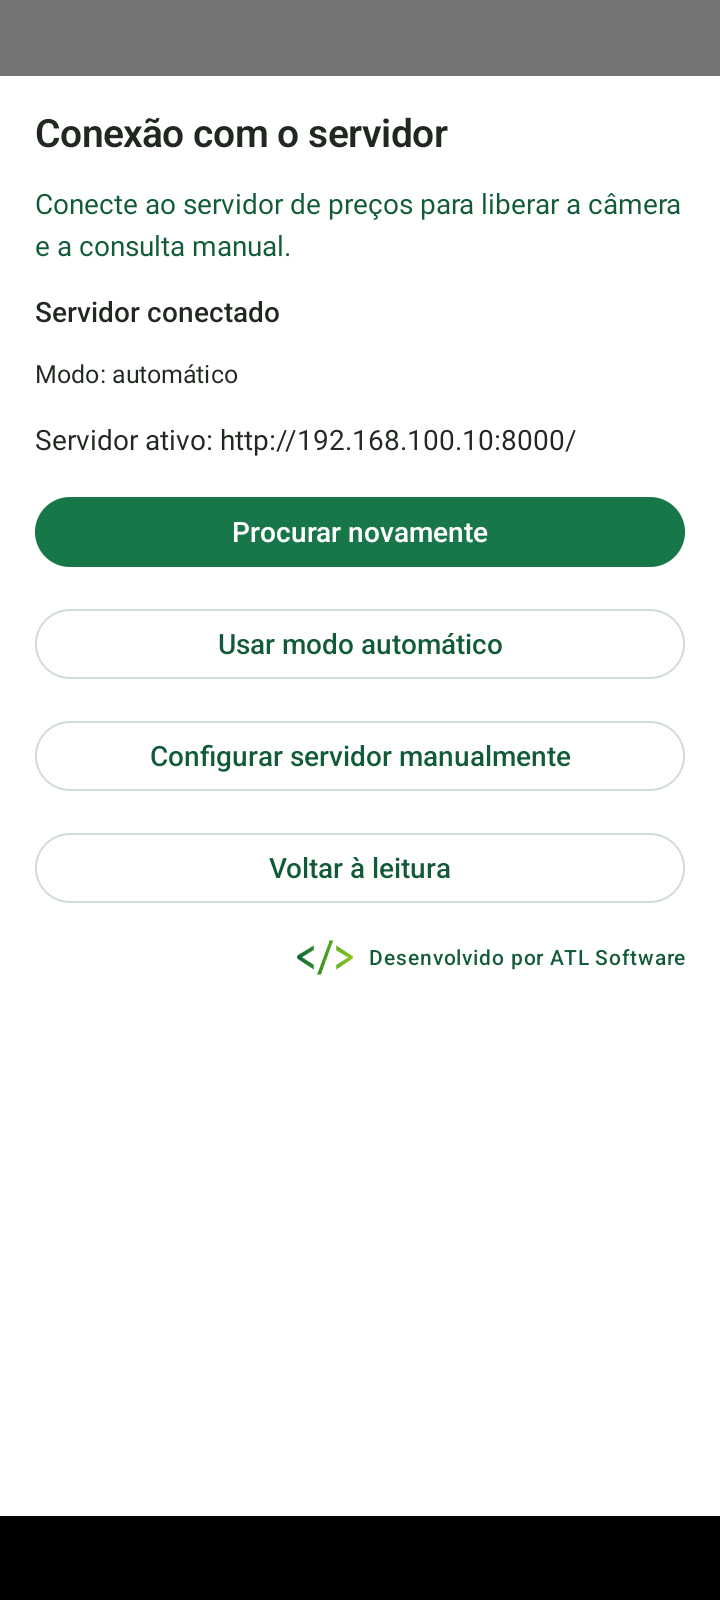 Conexão com o servidor
Conecte ao servidor de preços para liberar a câmera
e a consulta manual.
Servidor conectado
Modo: automático
Servidor ativo: http://192.168.100.10:8000/
Procurar novamente
Usar modo automático
Configurar servidor manualmente
Voltar à leitura
</> Desenvolvido por ATL Software